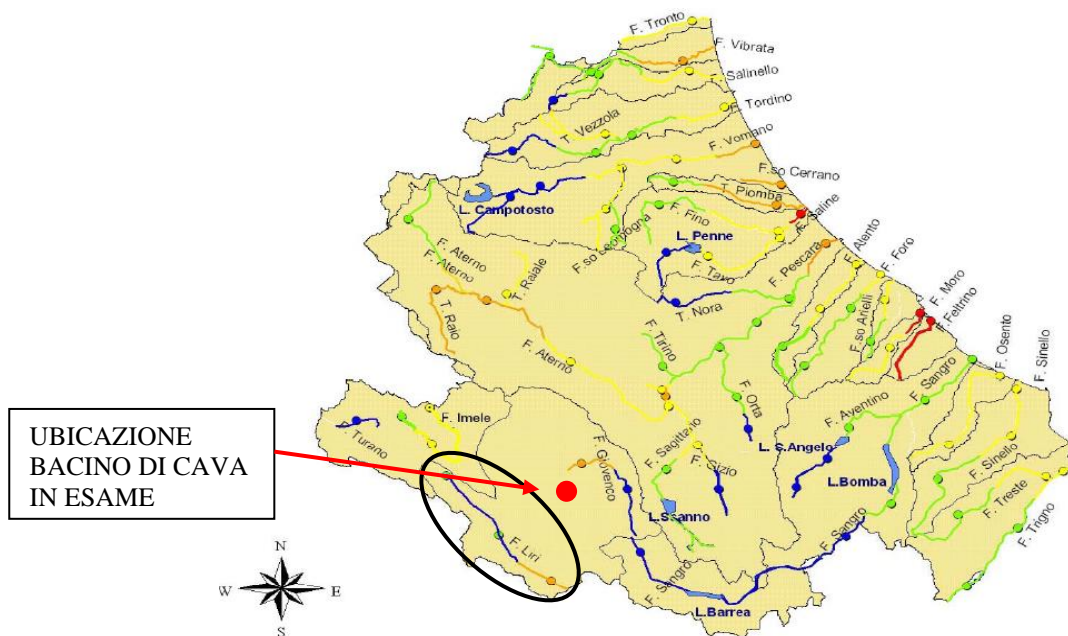 F. Tronto
F. Vibrata
F. Salinello
F. Tordino
T. Vezzola
F. Vomano
F.so Cerrano
T. Piomba
L. Campotosto
F. Fino
F. Saline
L. Penne
F.so Leomogna
F. Tavo
F. Pescara
F. Alento
F. Foro
F. Aterno
F. Aterno
T. Raiale
T. Raio
T. Nora
F.so Arielli
F. Moro
F. Feltrino
F. Osento
F. Sinello
F. Tirino
F. Aterno
F. Orta
F. Sangro
F. Aventino
F. Imele
F. Turano
UBICAZIONE
BACINO DI CAVA
IN ESAME
F. Giovenco
F. Sagittario
F. Gizio
L. S.Angelo
L.Bomba
F. Sinello
F. Treste
F. Trigno
L.Ssanno
F. Liri
F. Sangro
F. Sangro
L.Barrea
N
W
E
S